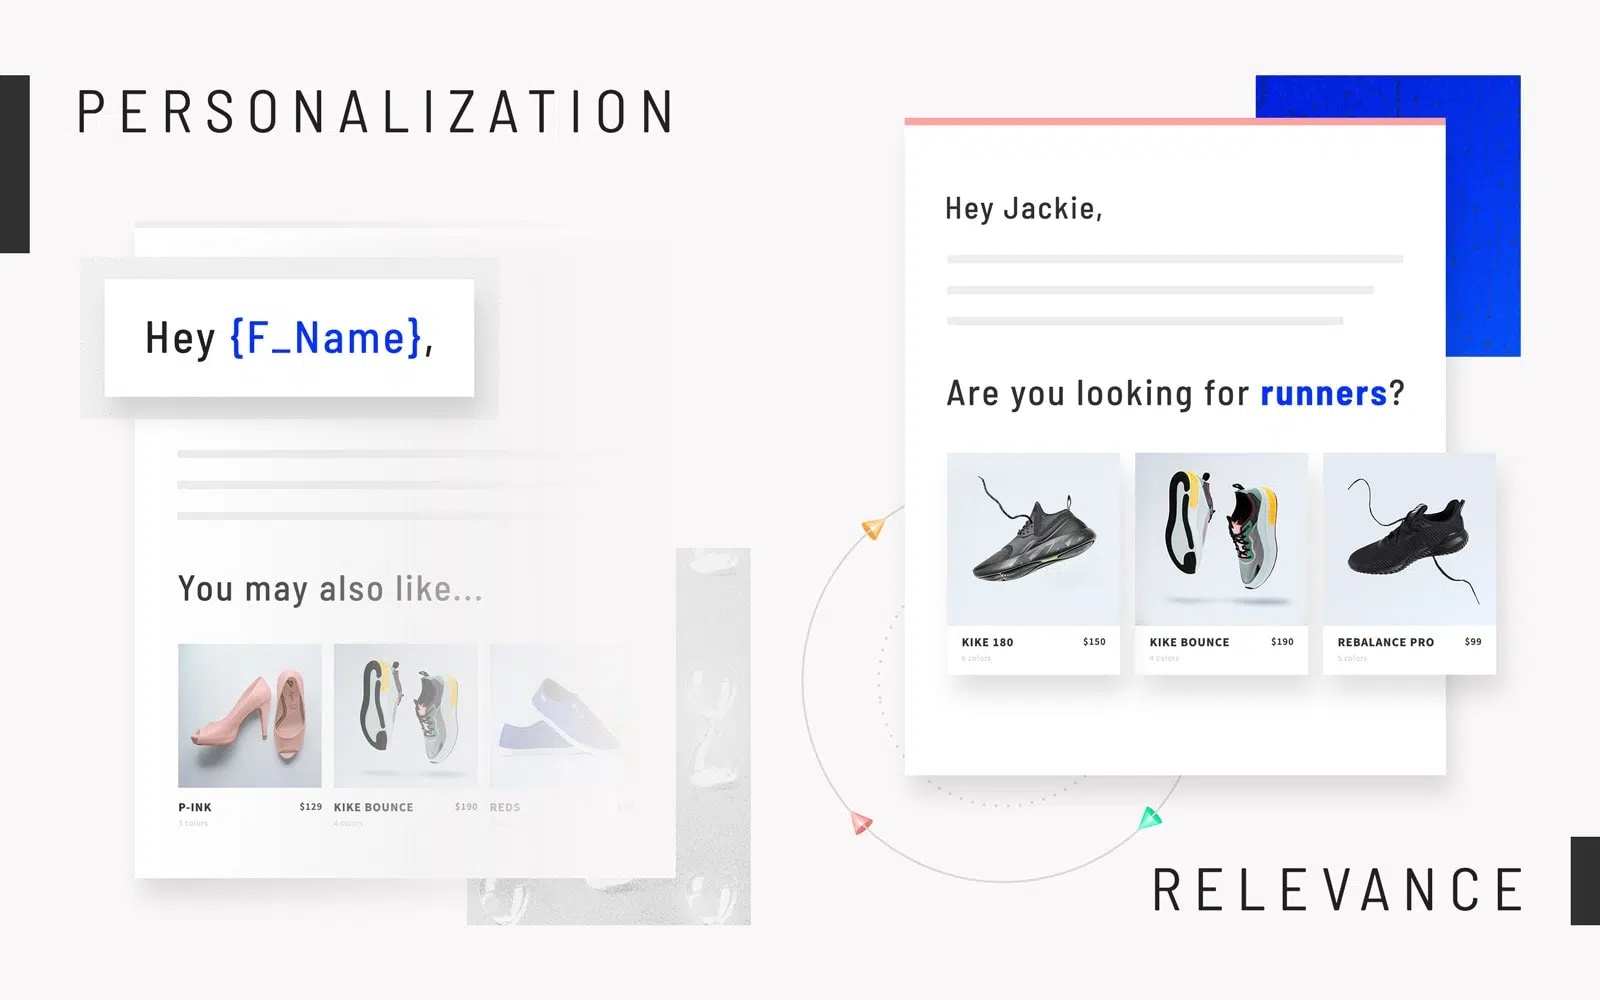 PERSONALIZATION
Hey {F_Name},
You may also like...
P-INK $129
3 colors
KIKE BOUNCE $190
4 colors
REDS
Hey Jackie,
Are you looking for runners?
KIKE 180 $150
6 colors
KIKE BOUNCE $190
4 colors
REBALANCE PRO $99
5 colors
RELEVANCE